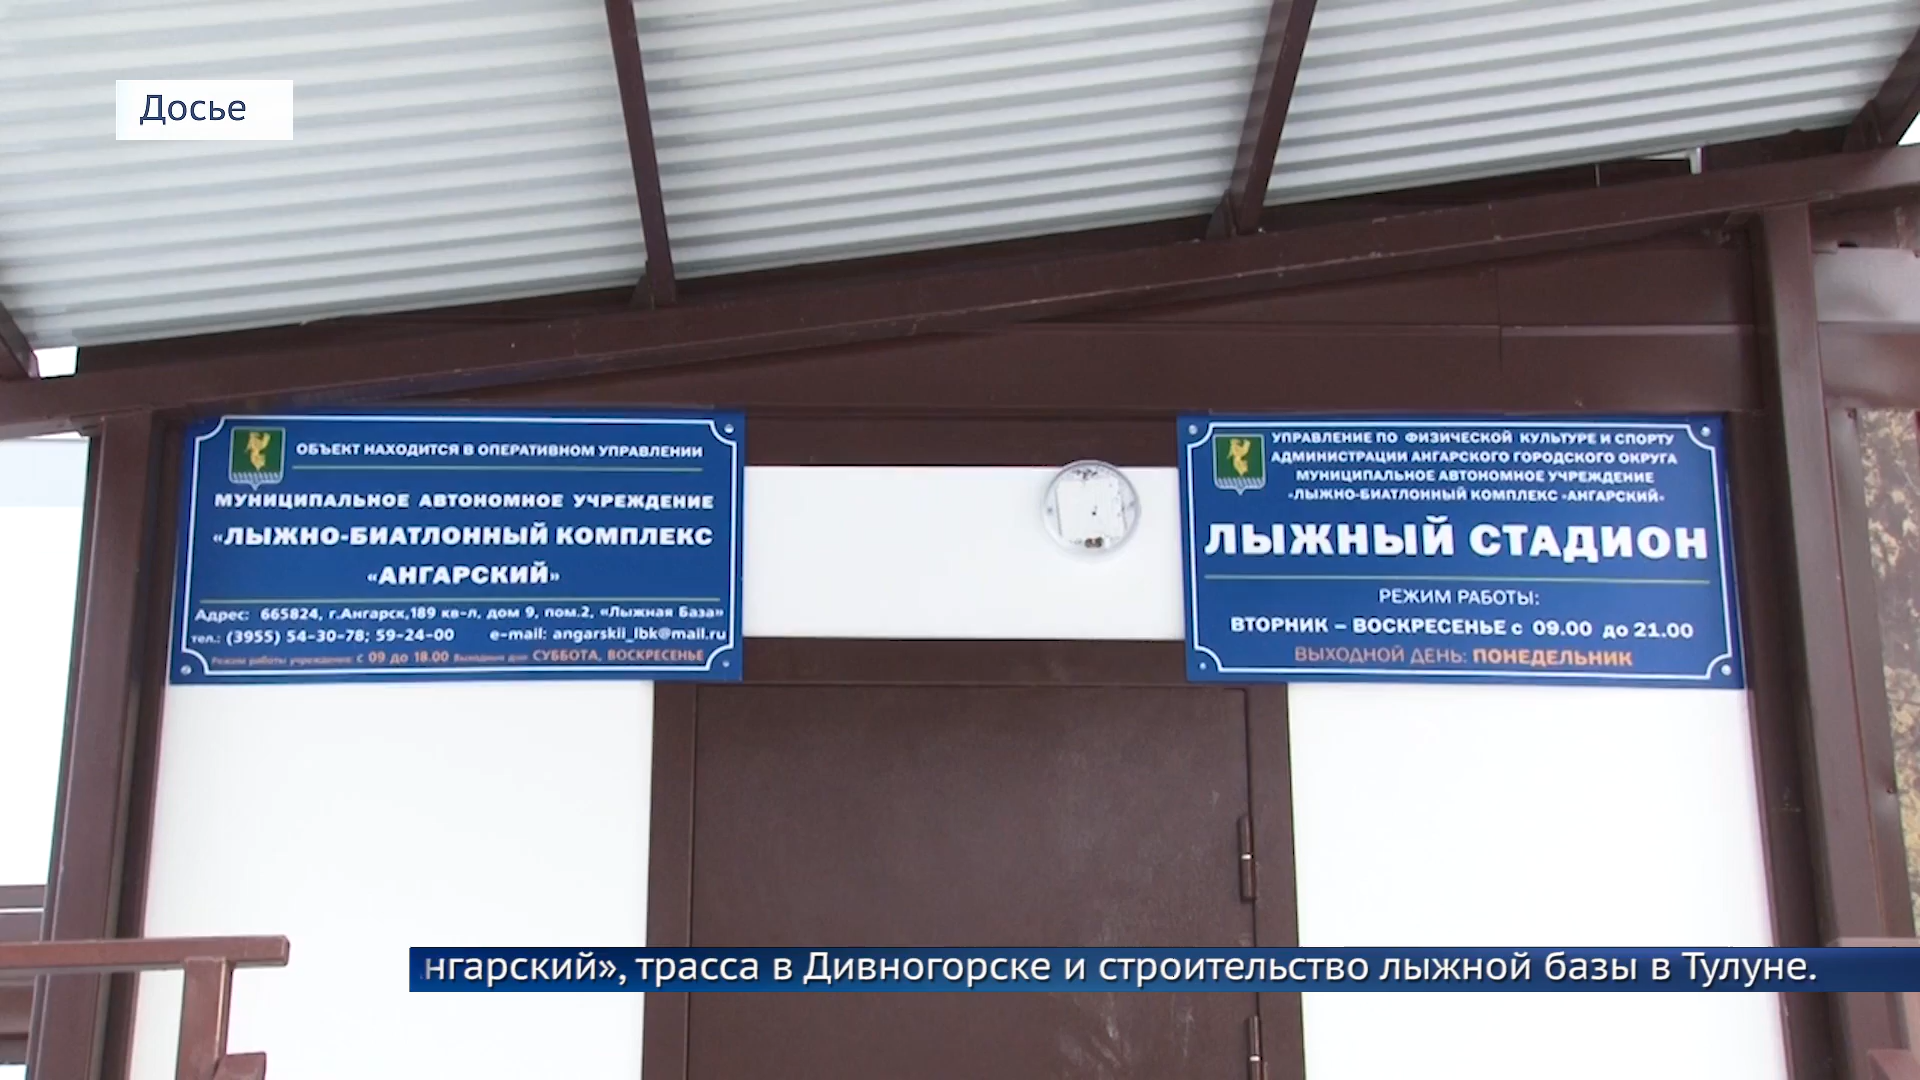 Досье
ОБЪЕКТ НАХОДИТСЯ В ОПЕРАТИВНОМ УПРАВЛЕНИИ
МУНИЦИПАЛЬНОЕ АВТОНОМНОЕ УЧРЕЖДЕНИЕ
«ЛЫЖНО-БИАТЛОННЫЙ КОМПЛЕКС
«АНГАРСКИЙ»
Адрес: 665824, г.Ангарск,189 кв-л, дом 9, пом.2, «Лыжная База»
тел.: (3955) 54-30-78; 59-24-00 e-mail: angarskii_lbk@mail.ru
Режим работы учреждения: с 09 до 18.00 Выходные дни: СУББОТА, ВОСКРЕСЕНЬЕ
УПРАВЛЕНИЕ ПО ФИЗИЧЕСКОЙ КУЛЬТУРЕ И СПОРТУ
АДМИНИСТРАЦИИ АНГАРСКОГО ГОРОДСКОГО ОКРУГА
МУНИЦИПАЛЬНОЕ АВТОНОМНОЕ УЧРЕЖДЕНИЕ
«ЛЫЖНО-БИАТЛОННЫЙ КОМПЛЕКС «АНГАРСКИЙ»
ЛЫЖНЫЙ СТАДИОН
РЕЖИМ РАБОТЫ:
ВТОРНИК – ВОСКРЕСЕНЬЕ с 09.00 до 21.00
ВЫХОДНОЙ ДЕНЬ: ПОНЕДЕЛЬНИК
нгарский», трасса в Дивногорске и строительство лыжной базы в Тулуне.